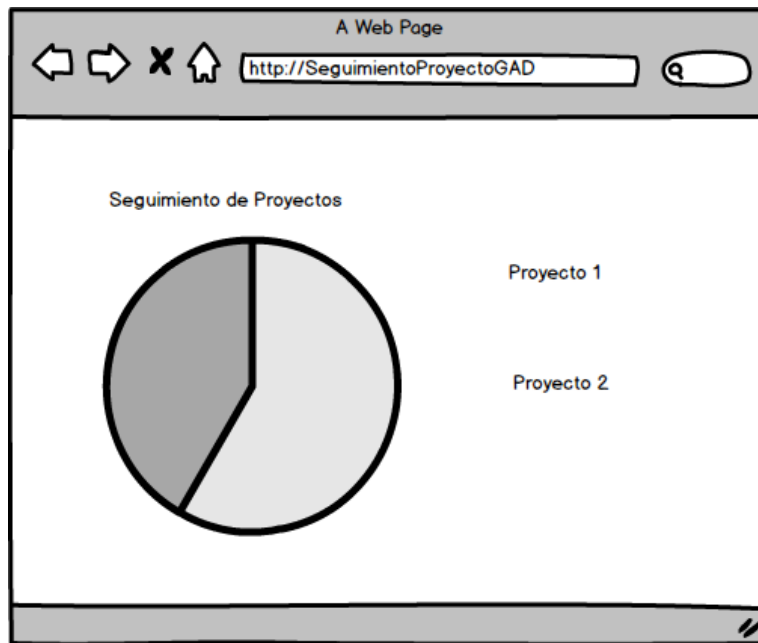 A Web Page
http://SeguimientoProyectoGAD
Seguimiento de Proyectos
Proyecto 1
Proyecto 2